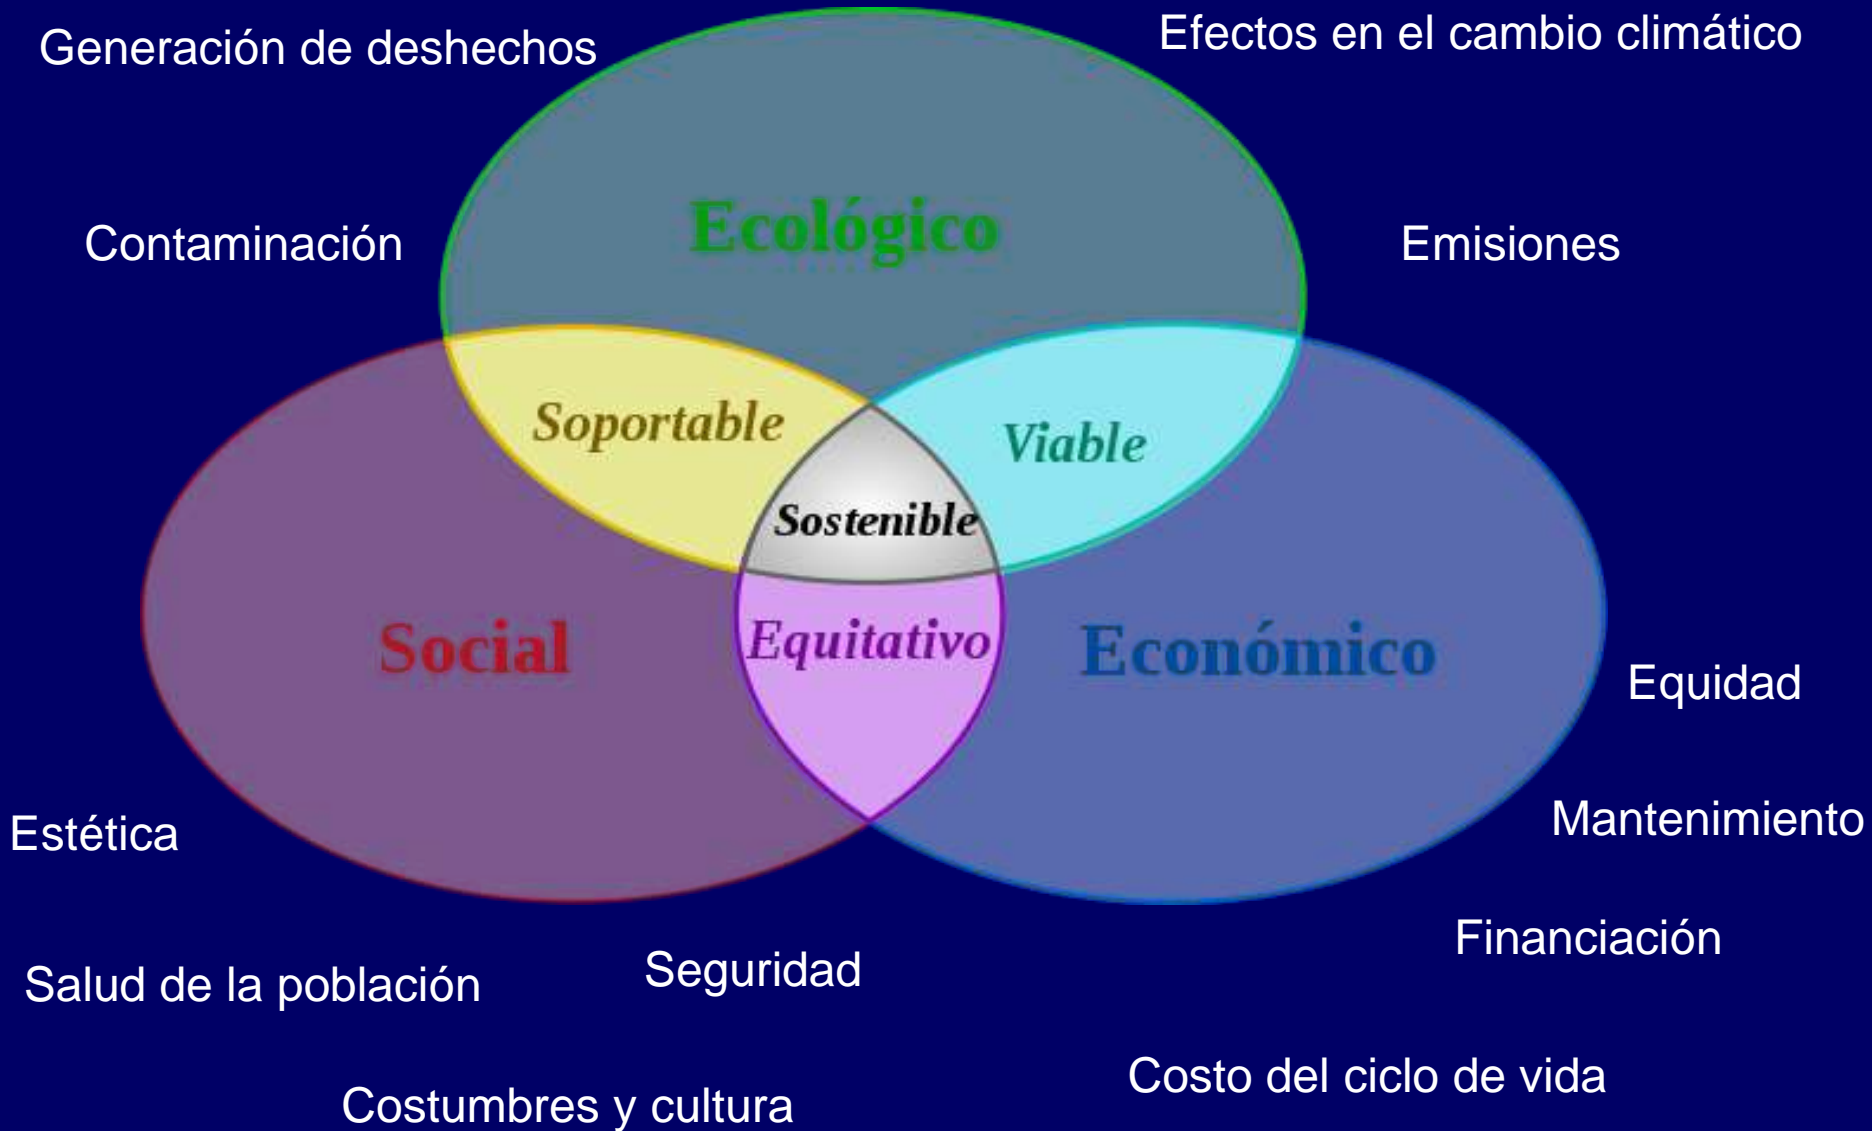 Generación de deshechos
Efectos en el cambio climático
Contaminación
Ecológico
Emisiones
Soportable
Viable
Sostenible
Social
Equitativo
Económico
Equidad
Estética
Mantenimiento
Financiación
Salud de la población
Seguridad
Costo del ciclo de vida
Costumbres y cultura